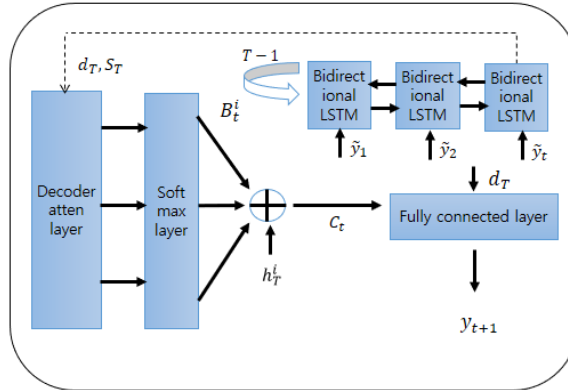 d_T, S_T
T − 1
Bidirect
ional
LSTM
Bidirect
ional
LSTM
Bidirect
ional
LSTM
B_t^i
ỹ_1
ỹ_2
ỹ_t
Decoder
atten
layer
Soft
max
layer
d_T
C_t
Fully connected layer
h_T^i
y_{t+1}